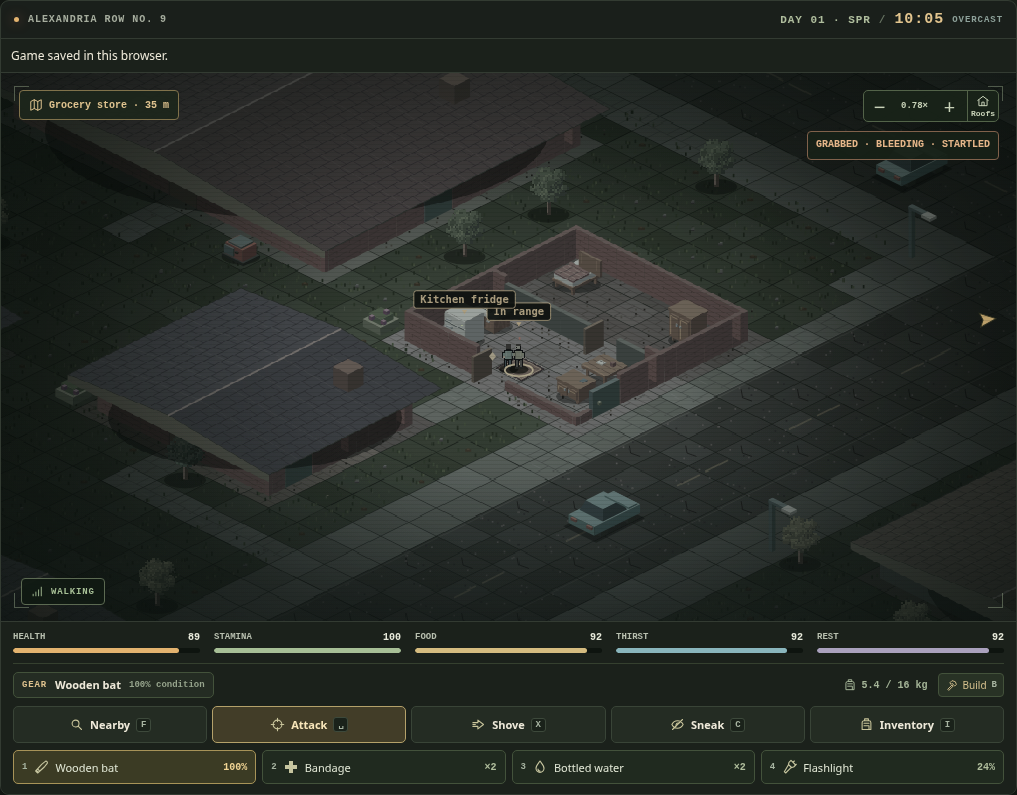 ALEXANDRIA ROW NO. 9
DAY 01 · SPR / 10:05 OVERCAST
Game saved in this browser.
Grocery store · 35 m
0.78×
Roofs
GRABBED · BLEEDING · STARTLED
Kitchen fridge
In range
WALKING
HEALTH 89
STAMINA 100
FOOD 92
THIRST 92
REST 92
GEAR Wooden bat 100% condition
5.4 / 16 kg
Build B
Nearby F
Attack ␣
Shove X
Sneak C
Inventory I
1 Wooden bat 100%
2 Bandage ×2
3 Bottled water ×2
4 Flashlight 24%